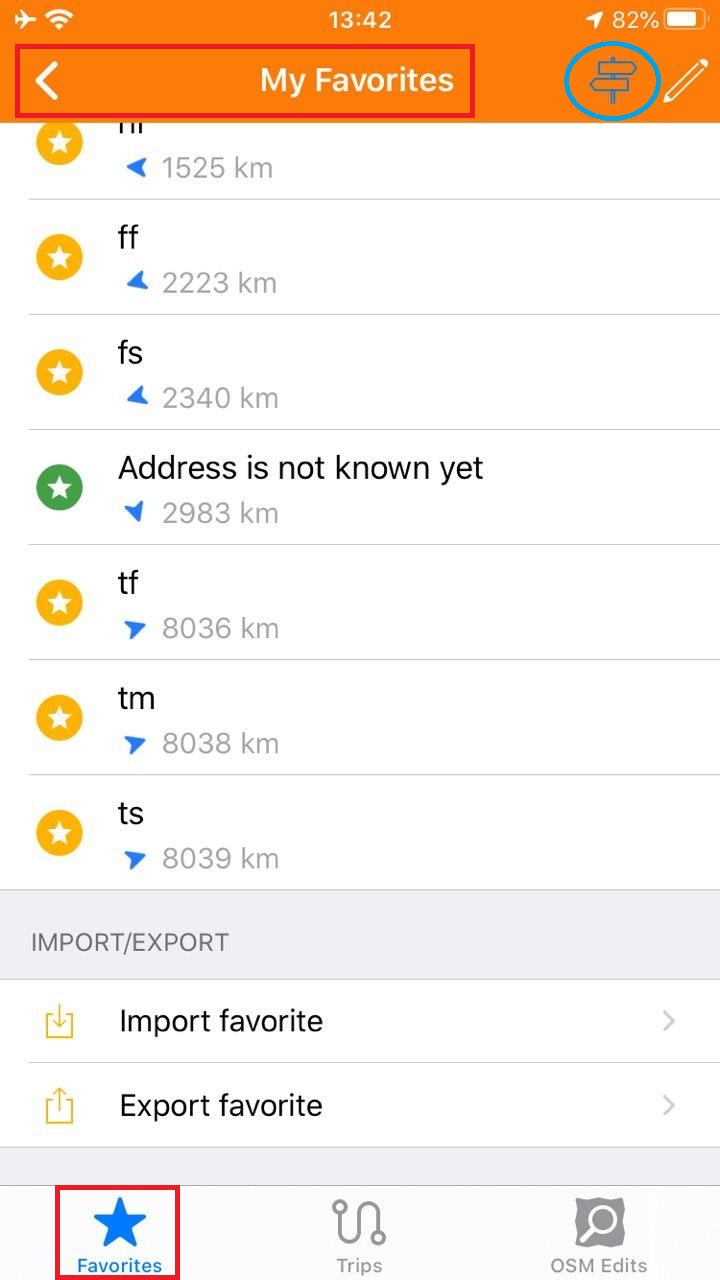 13:42
82%
My Favorites
1525 km
ff
2223 km
fs
2340 km
Address is not known yet
2983 km
tf
8036 km
tm
8038 km
ts
8039 km
IMPORT/EXPORT
Import favorite
Export favorite
Favorites
Trips
OSM Edits